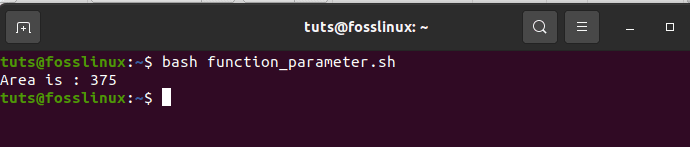 tuts@fosslinux: ~
tuts@fosslinux:~$ bash function_parameter.sh
Area is : 375
tuts@fosslinux:~$